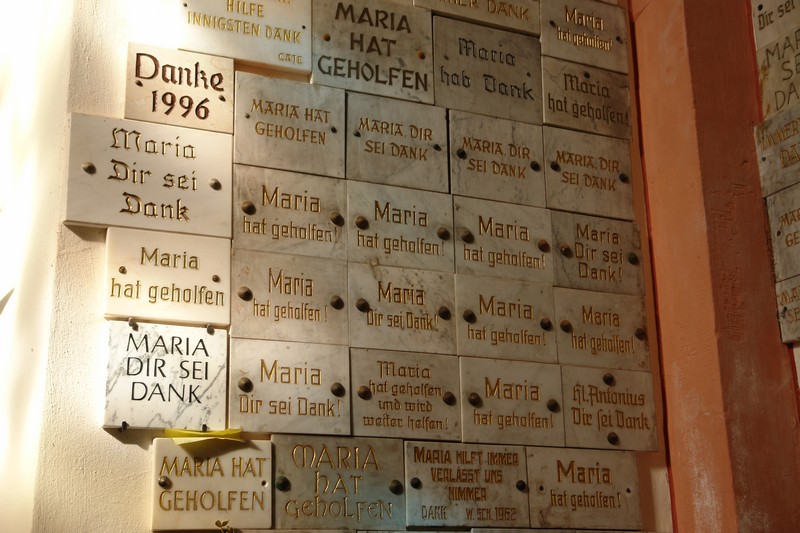 HILFE
INNIGSTEN DANK
MARIA
HAT
GEHOLFEN
DANK
Maria
hat geholfen!
Danke
1996
MARIA HAT
GEHOLFEN
Maria
hab Dank
Maria
hat geholfen!
MARIA DIR
SEI DANK
MARIA DIR
SEI DANK
MARIA DIR
SEI DANK
Maria
Dir sei
Dank
Maria
hat geholfen!
Maria
hat geholfen!
Maria
hat geholfen!
Maria
Dir sei
Dank!
Maria
hat geholfen
Maria
hat geholfen!
Maria
Dir sei Dank!
Maria
hat geholfen!
Maria
hat geholfen!
MARIA
DIR SEI
DANK
Maria
Dir sei Dank!
Maria
hat geholfen
und wird
weiter helfen!
Maria
hat geholfen!
Hl. Antonius
Dir sei Dank
MARIA HAT
GEHOLFEN
MARIA
HAT
GEHOLFEN
MARIA HILFT IMMER
VERLÄSST UNS
NIMMER
DANK W. SCH. 1962
Maria
hat geholfen!